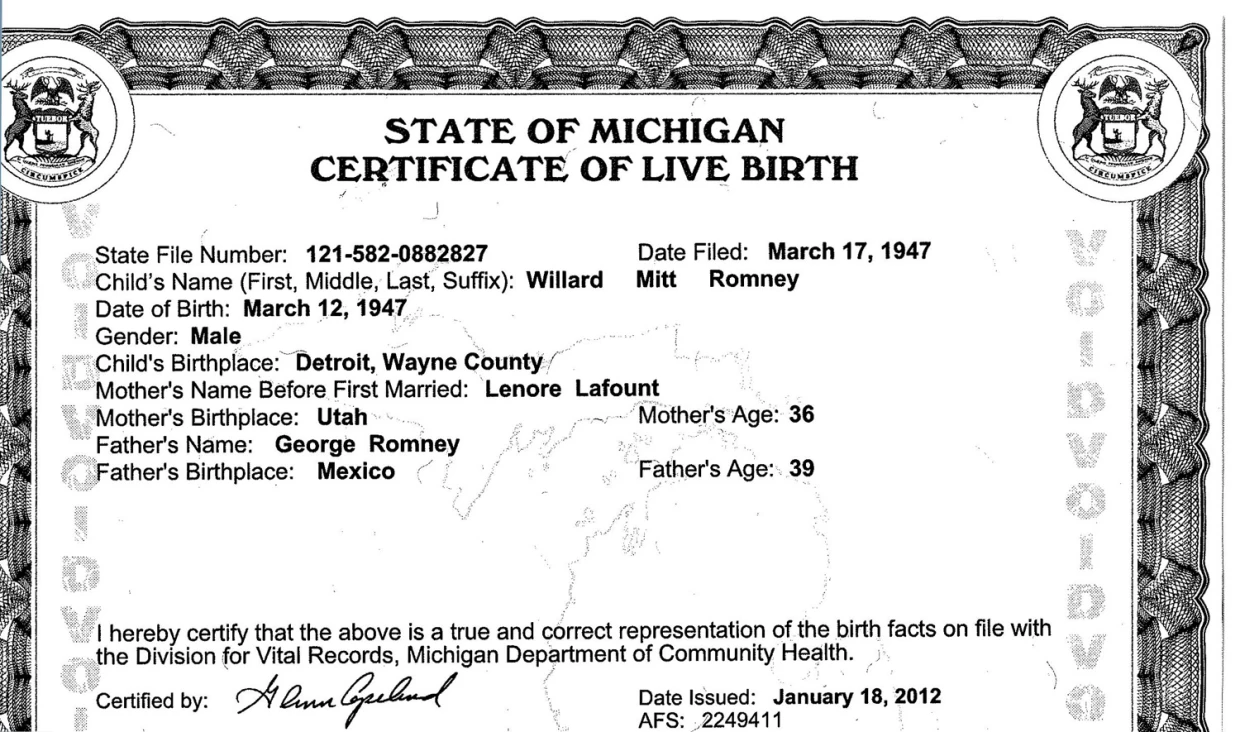 TUEBOR
CIRCUMSPICE
TUEBOR
CIRCUMSPICE
STATE OF MICHIGAN
CERTIFICATE OF LIVE BIRTH
State File Number: 121-582-0882827 Date Filed: March 17, 1947
Child's Name (First, Middle, Last, Suffix): Willard Mitt Romney
Date of Birth: March 12, 1947
Gender: Male
Child's Birthplace: Detroit, Wayne County
Mother's Name Before First Married: Lenore Lafount
Mother's Birthplace: Utah Mother's Age: 36
Father's Name: George Romney
Father's Birthplace: Mexico Father's Age: 39
I hereby certify that the above is a true and correct representation of the birth facts on file with
the Division for Vital Records, Michigan Department of Community Health.
Certified by: Glenn Copeland Date Issued: January 18, 2012
AFS: 2249411
VOIDVOIDVO
VOIDVOIDVO